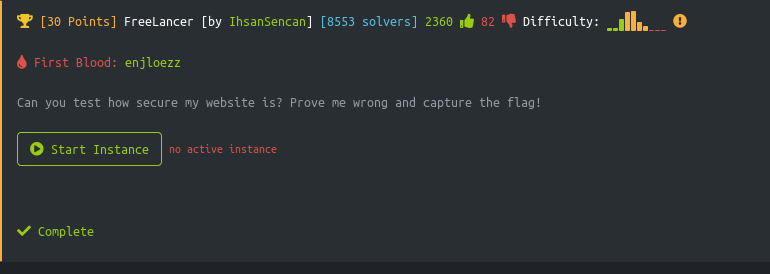 [30 Points] FreeLancer [by IhsanSencan] [8553 solvers] 2360 82 Difficulty:
First Blood: enjloezz
Can you test how secure my website is? Prove me wrong and capture the flag!
Start Instance no active instance
Complete